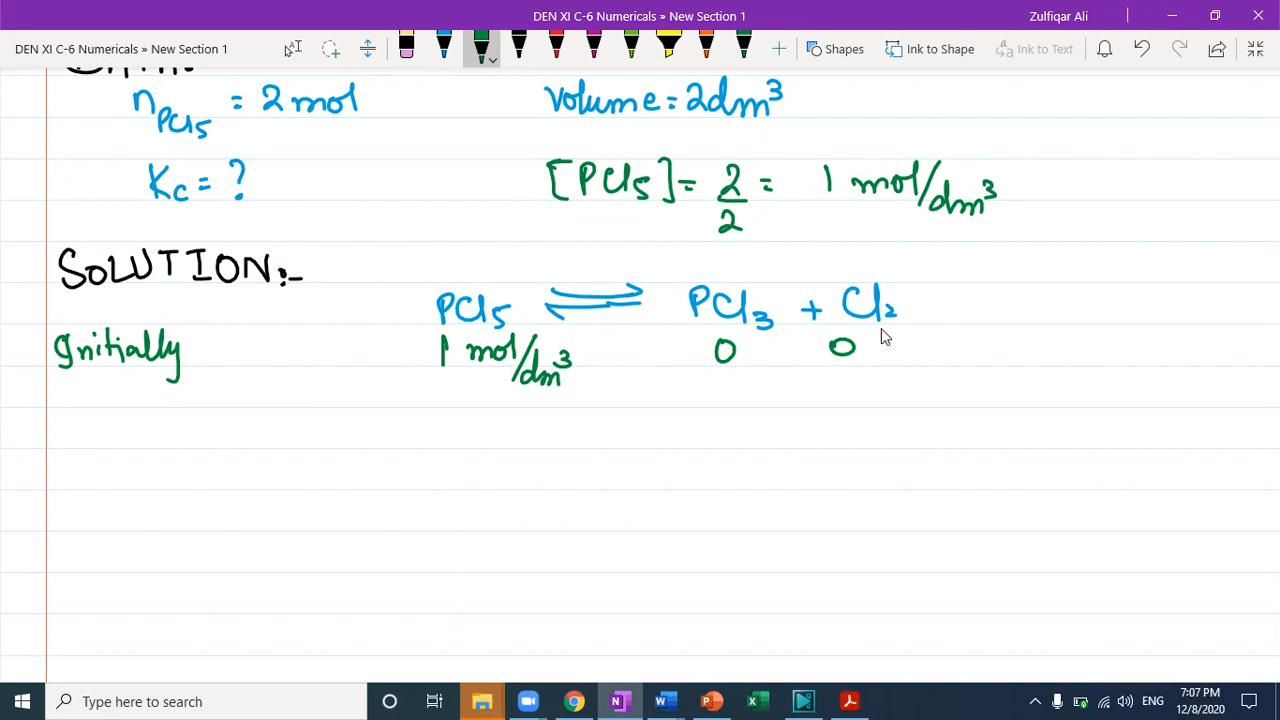 DEN XI C-6 Numericals » New Section 1
Zulfiqar Ali
DEN XI C-6 Numericals » New Section 1
Shapes
Ink to Shape
Ink to Text
n PCl5 = 2 mol volume = 2dm³
Kc = ? [PCl5] = 2/2 = 1 mol/dm³
SOLUTION:-
PCl5 ⇌ PCl3 + Cl2
Initially 1 mol/dm³ 0 0
Type here to search
ENG
7:07 PM
12/8/2020